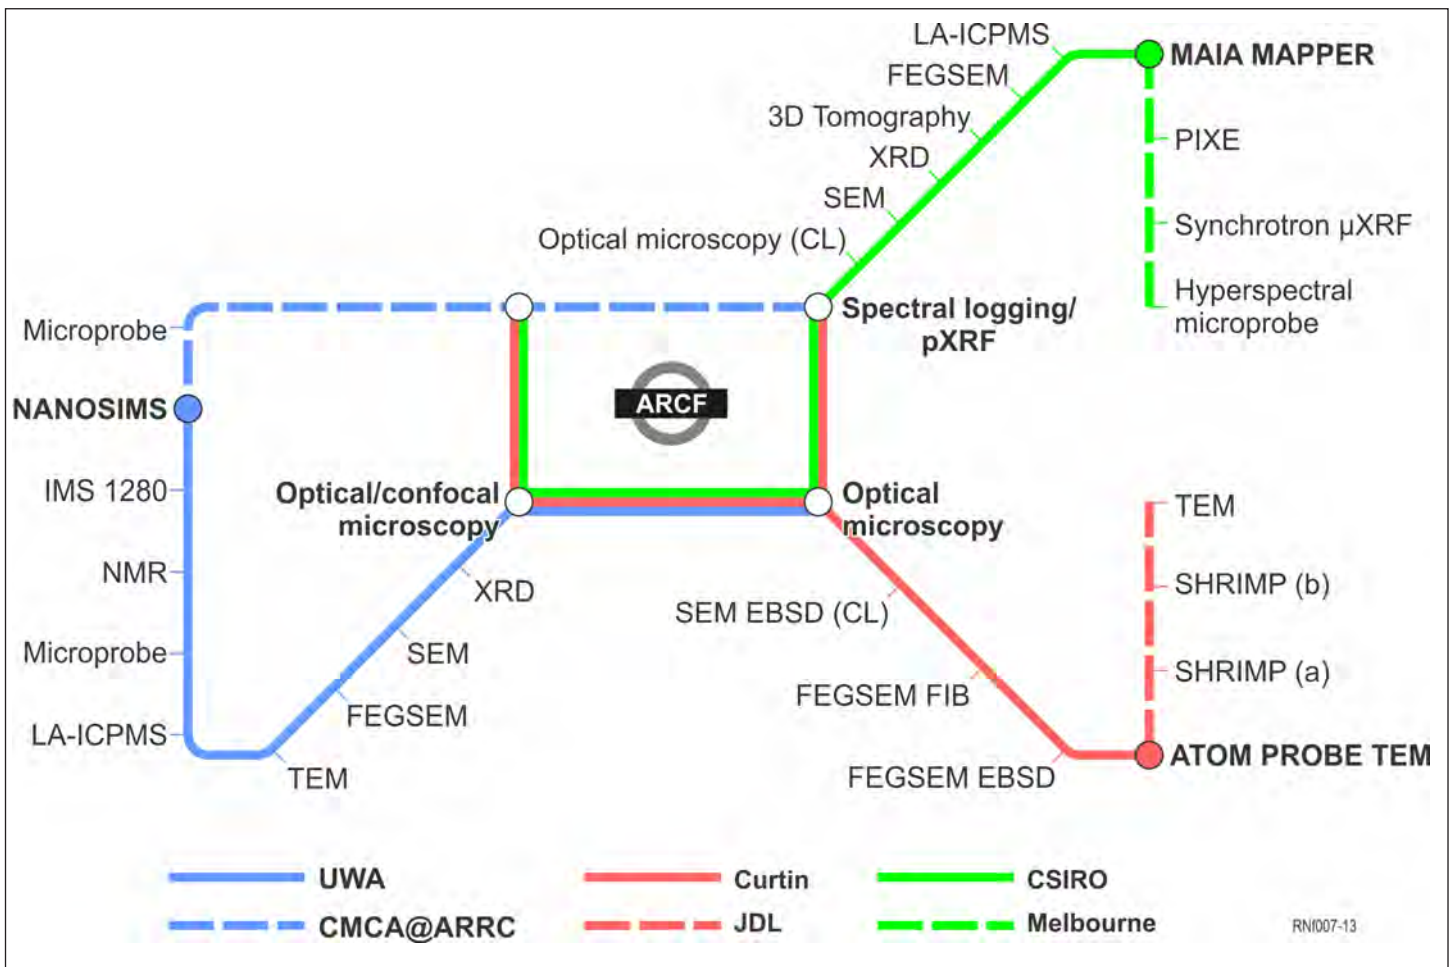 LA-ICPMS
MAIA MAPPER
FEGSEM
3D Tomography
PIXE
XRD
SEM
Synchrotron µXRF
Optical microscopy (CL)
Hyperspectral
microprobe
Spectral logging/
pXRF
Microprobe
NANOSIMS
ARCF
IMS 1280
Optical/confocal
microscopy
Optical
microscopy
TEM
NMR
XRD
SHRIMP (b)
SEM EBSD (CL)
Microprobe
SEM
SHRIMP (a)
FEGSEM FIB
FEGSEM
LA-ICPMS
ATOM PROBE TEM
TEM
FEGSEM EBSD
UWA
Curtin
CSIRO
CMCA@ARRC
JDL
Melbourne
RNf007-13